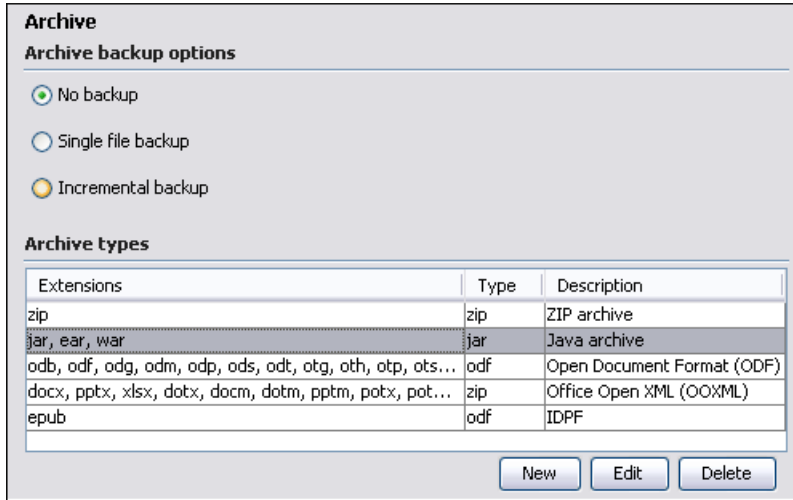 Archive
Archive backup options
No backup
Single file backup
Incremental backup
Archive types
Extensions Type Description
zip zip ZIP archive
jar, ear, war jar Java archive
odb, odf, odg, odm, odp, ods, odt, otg, oth, otp, ots... odf Open Document Format (ODF)
docx, pptx, xlsx, dotx, docm, dotm, pptm, potx, pot... zip Office Open XML (OOXML)
epub odf IDPF
New Edit Delete